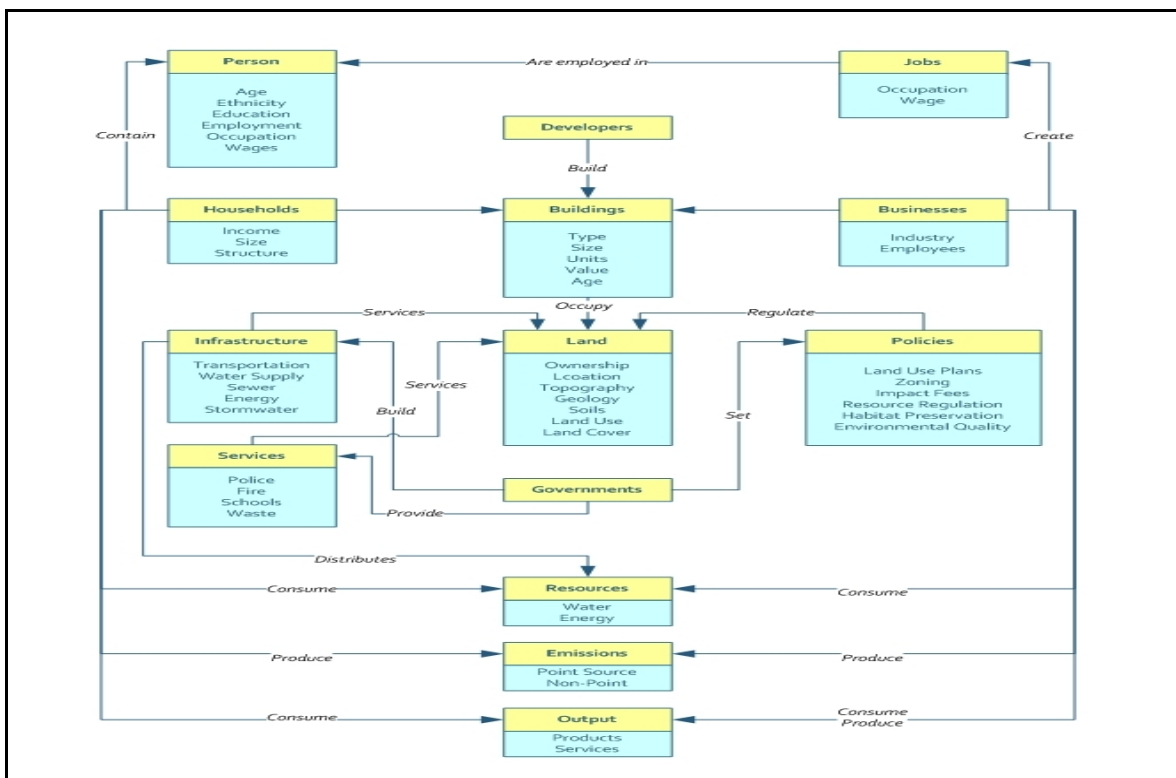 Person
Age
Ethnicity
Education
Employment
Occupation
Wages
Are employed in
Jobs
Occupation
Wage
Contain
Developers
Create
Build
Households
Income
Size
Structure
Buildings
Type
Size
Units
Value
Age
Businesses
Industry
Employees
Occupy
Services
Regulate
Infrastructure
Transportation
Water Supply
Sewer
Energy
Stormwater
Land
Ownership
Lcoation
Topography
Geology
Soils
Land Use
Land Cover
Policies
Land Use Plans
Zoning
Impact Fees
Resource Regulation
Habitat Preservation
Environmental Quality
Services
Build
Set
Services
Police
Fire
Schools
Waste
Governments
Provide
Distributes
Resources
Water
Energy
Consume
Consume
Emissions
Point Source
Non-Point
Produce
Produce
Output
Products
Services
Consume
Consume
Produce